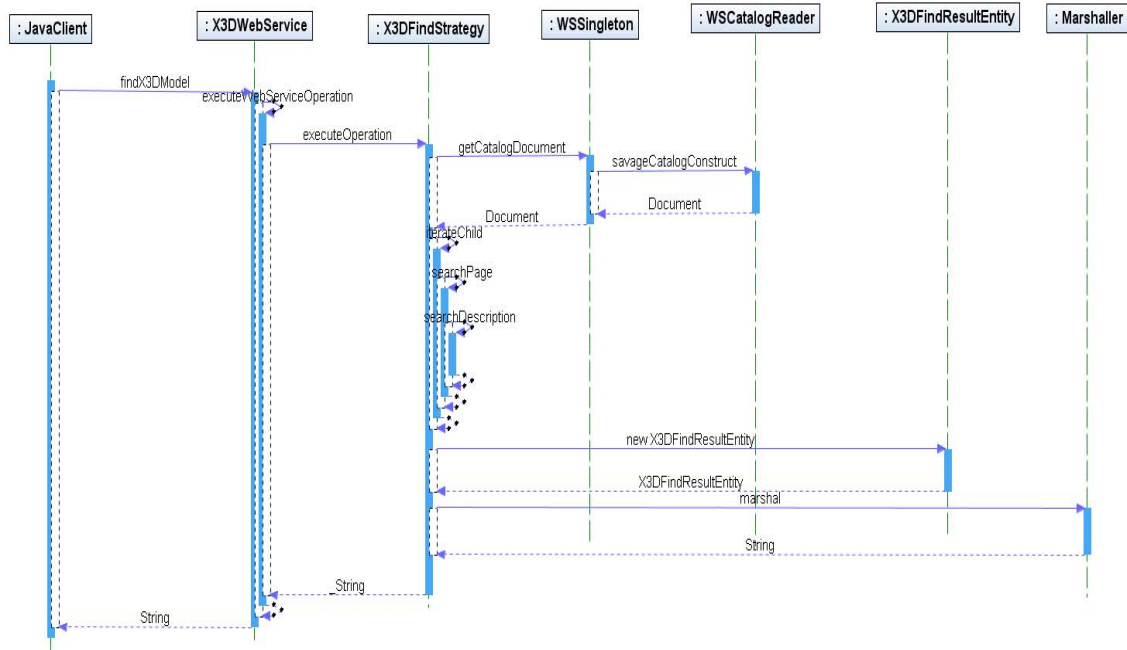 : JavaClient
: X3DWebService
: X3DFindStrategy
: WSSingleton
: WSCatalogReader
: X3DFindResultEntity
: Marshaller
findX3DModel
executeWebServiceOperation
executeOperation
getCatalogDocument
savageCatalogConstruct
Document
Document
iterateChild
searchPage
searchDescription
new X3DFindResultEntity
X3DFindResultEntity
marshal
String
_String
String